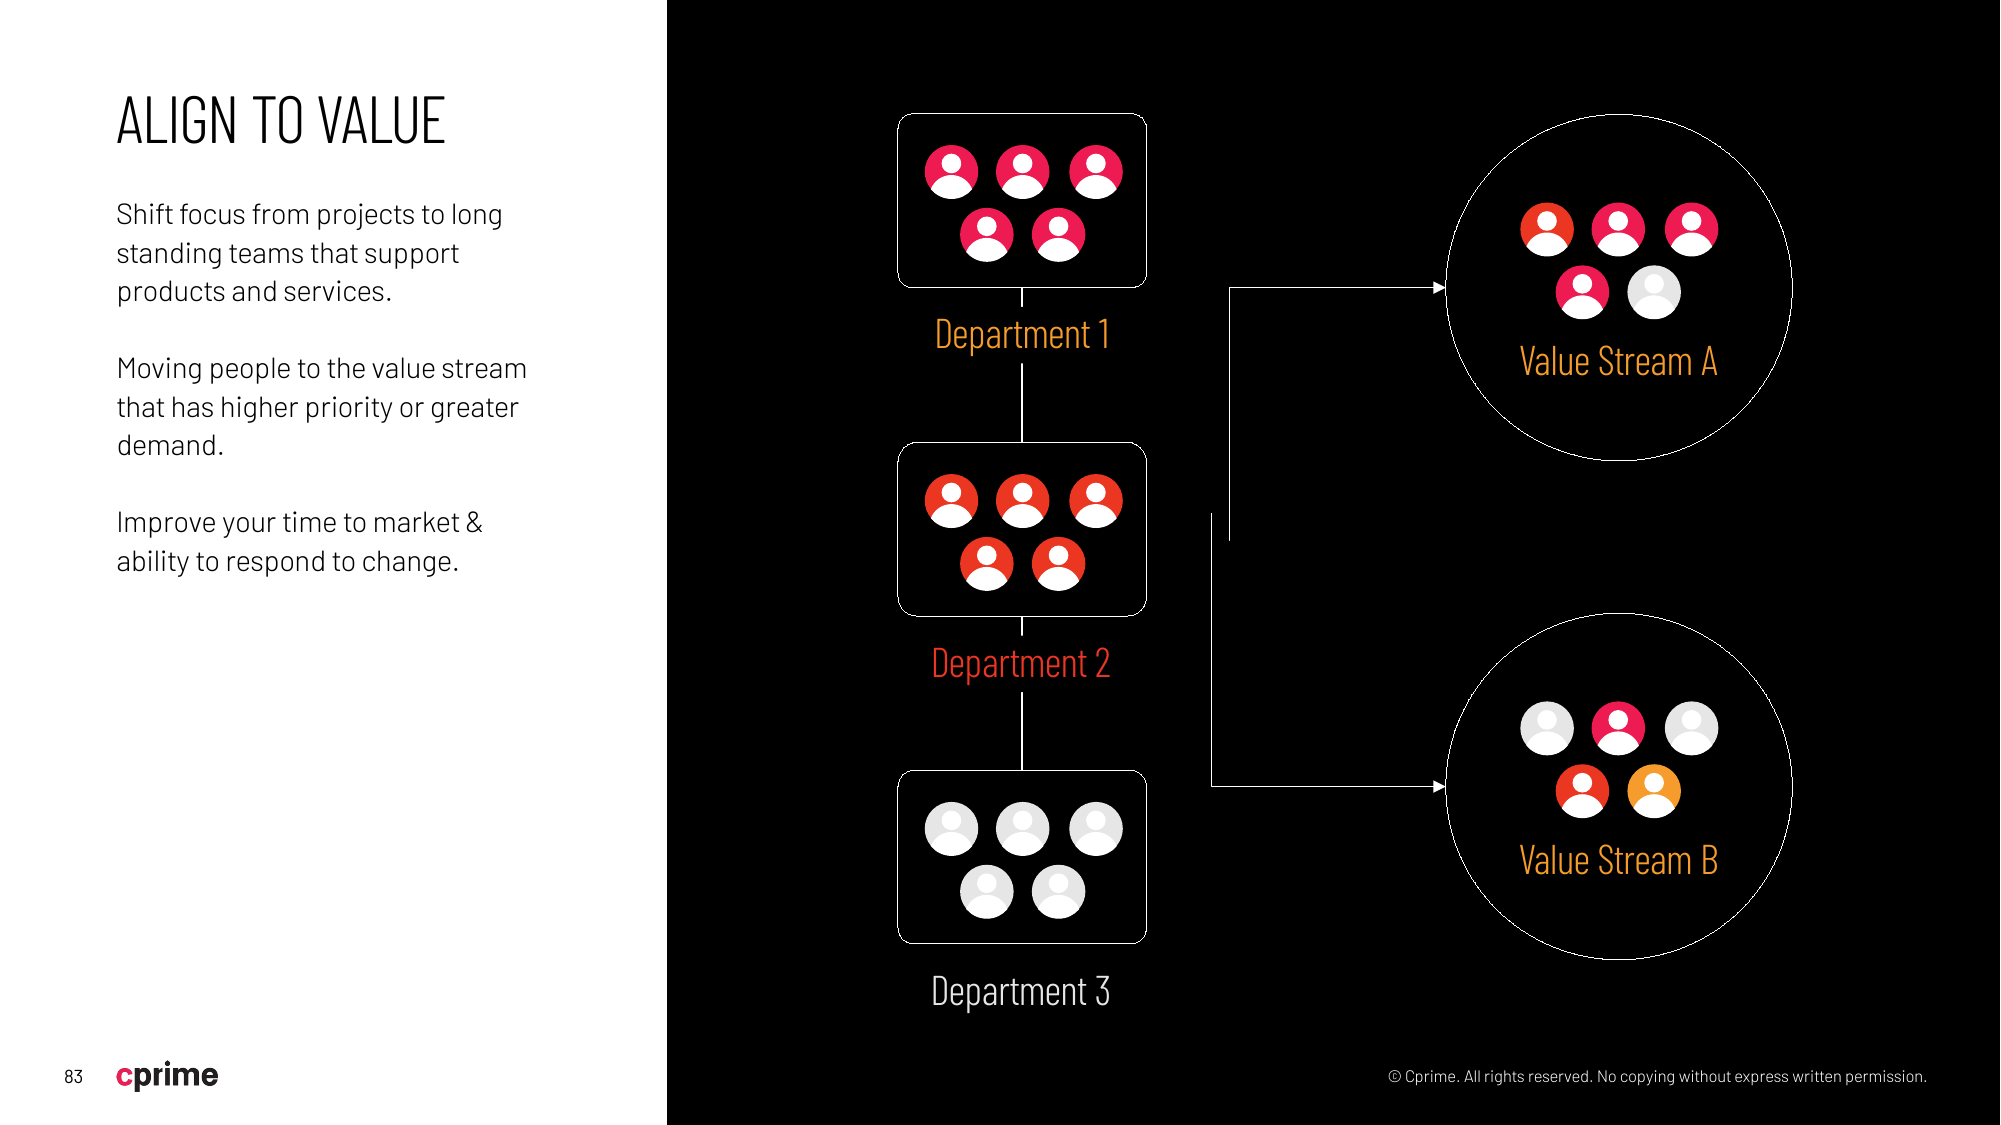 ALIGN TO VALUE
Shift focus from projects to long
standing teams that support
products and services.
Moving people to the value stream
that has higher priority or greater
demand.
Improve your time to market &
ability to respond to change.
Department 1
Department 2
Department 3
Value Stream A
Value Stream B
83
cprime
© Cprime. All rights reserved. No copying without express written permission.